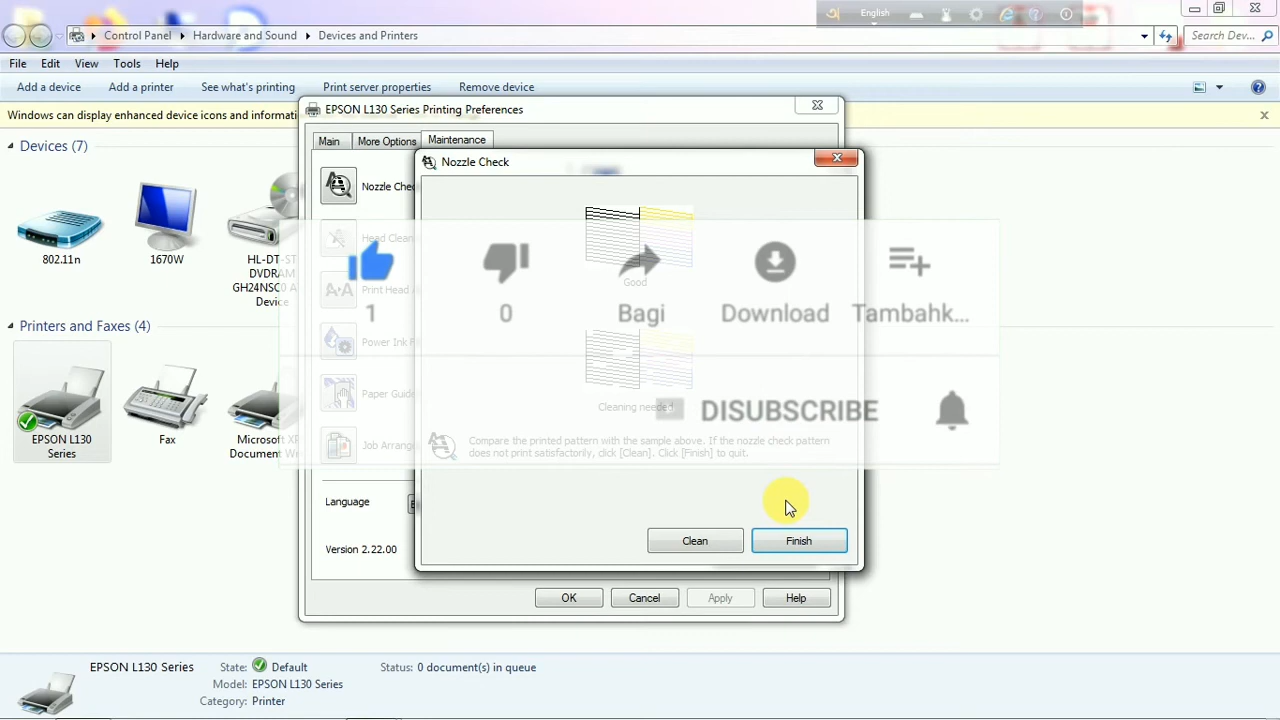 English
Control Panel
Hardware and Sound
Devices and Printers
Search Dev...
File Edit View Tools Help
Add a device Add a printer See what's printing Print server properties Remove device
EPSON L130 Series Printing Preferences
Windows can display enhanced device icons and informati
Main More Options Maintenance
Devices (7)
Nozzle Check
Nozzle Chec
802.11n
1670W
HL-DT-ST
DVDRAM
GH24NSC0 A
Device
Head Cleani
Print Head A
Power Ink Fl
Paper Guide
Job Arrang
Good
1
0
Bagi
Download
Tambahk...
Printers and Faxes (4)
Cleaning needed
DISUBSCRIBE
EPSON L130
Series
Fax
Microsoft XP
Document W
Compare the printed pattern with the sample above. If the nozzle check pattern
does not print satisfactorily, click [Clean]. Click [Finish] to quit.
Language
Clean Finish
Version 2.22.00
OK Cancel Apply Help
EPSON L130 Series
State: Default
Status: 0 document(s) in queue
Model: EPSON L130 Series
Category: Printer